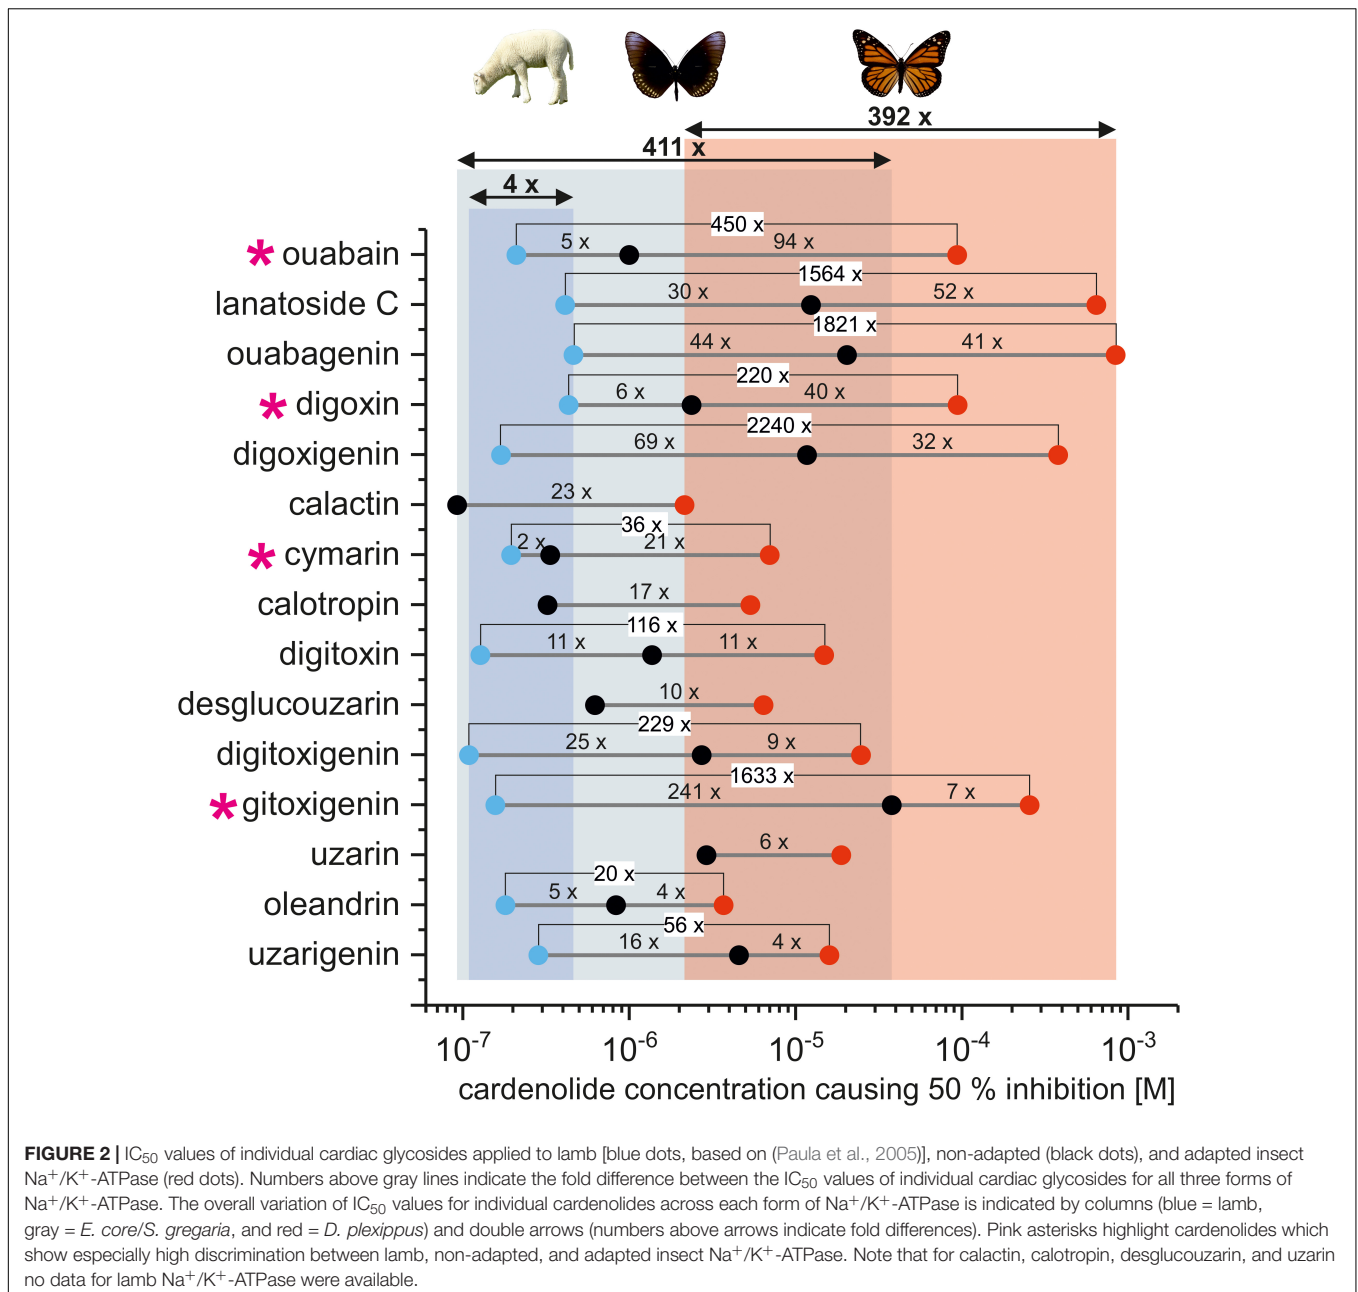 392 x
411 x
4 x
* ouabain 5 x 450 x 94 x
lanatoside C 30 x 1564 x 52 x
ouabagenin 44 x 1821 x 41 x
* digoxin 6 x 220 x 40 x
digoxigenin 69 x 2240 x 32 x
calactin 23 x
* cymarin 2 x 36 x 21 x
calotropin 17 x
digitoxin 11 x 116 x 11 x
desglucouzarin 10 x
digitoxigenin 25 x 229 x 9 x
* gitoxigenin 241 x 1633 x 7 x
uzarin 6 x
oleandrin 5 x 20 x 4 x
uzarigenin 16 x 56 x 4 x
10⁻⁷ 10⁻⁶ 10⁻⁵ 10⁻⁴ 10⁻³
cardenolide concentration causing 50 % inhibition [M]
FIGURE 2 | IC₅₀ values of individual cardiac glycosides applied to lamb [blue dots, based on (Paula et al., 2005)], non-adapted (black dots), and adapted insect
Na⁺/K⁺-ATPase (red dots). Numbers above gray lines indicate the fold difference between the IC₅₀ values of individual cardiac glycosides for all three forms of
Na⁺/K⁺-ATPase. The overall variation of IC₅₀ values for individual cardenolides across each form of Na⁺/K⁺-ATPase is indicated by columns (blue = lamb,
gray = E. core/S. gregaria, and red = D. plexippus) and double arrows (numbers above arrows indicate fold differences). Pink asterisks highlight cardenolides which
show especially high discrimination between lamb, non-adapted, and adapted insect Na⁺/K⁺-ATPase. Note that for calactin, calotropin, desglucouzarin, and uzarin
no data for lamb Na⁺/K⁺-ATPase were available.